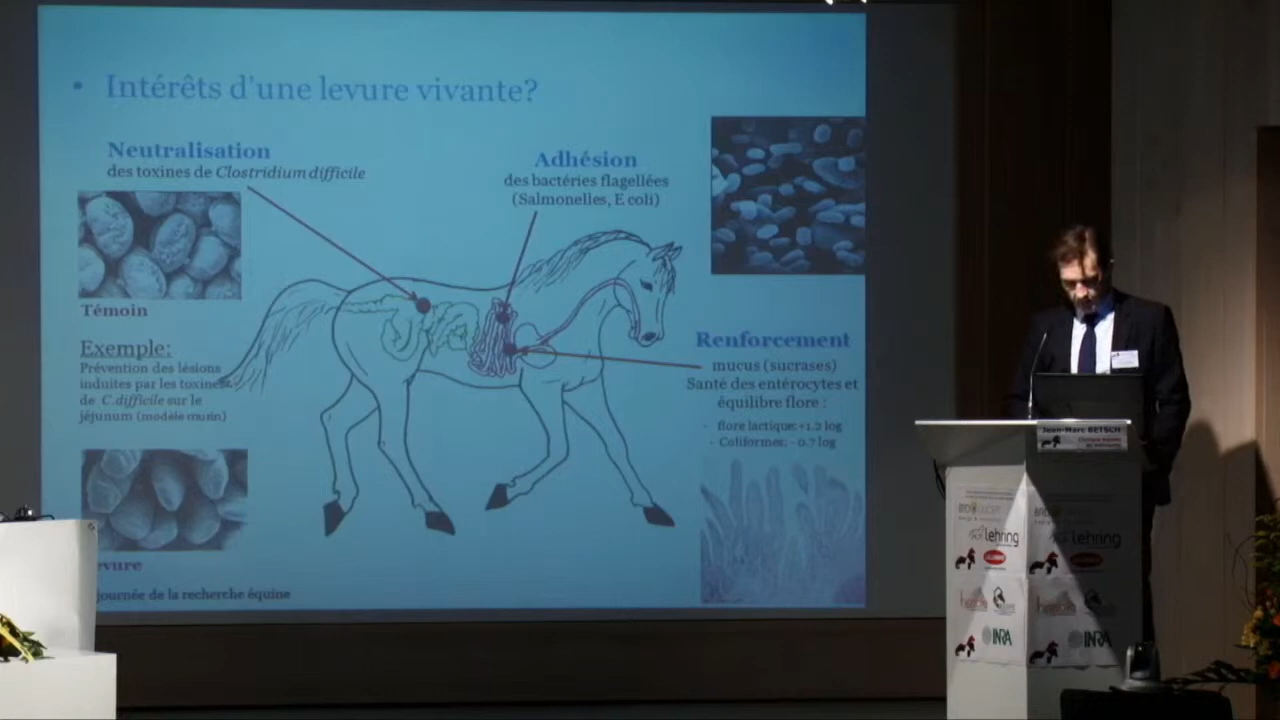 • Intérêts d'une levure vivante?
Neutralisation
des toxines de Clostridium difficile
Adhésion
des bactéries flagellées
(Salmonelles, E coli)
Témoin
Exemple:
Prévention des lésions
induites par les toxines
de C.difficile sur le
jéjunum (modèle murin)
Renforcement
mucus (sucrases)
Santé des entérocytes et
équilibre flore :
- flore lactique: +1.2 log
- Coliformes: - 0.7 log
evure
journée de la recherche équine
Jean-Marc BETSCH
lehring
lehring
INRA
INRA